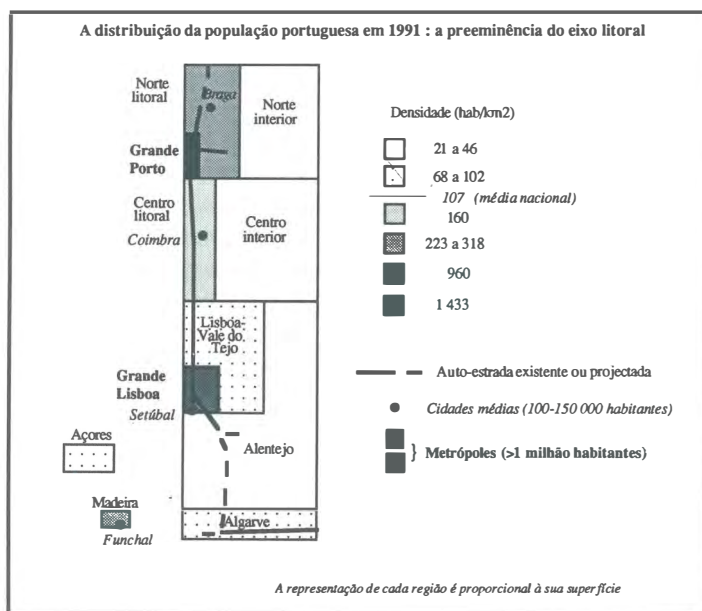 A distribuição da população portuguesa em 1991 : a preeminência do eixo litoral
Norte
litoral
Braga
Norte
interior
Grande
Porto
Centro
litoral
Coimbra
Centro
interior
Lisboa-
Vale do
Tejo
Grande
Lisboa
Setúbal
Alentejo
Açores
Madeira
Funchal
Algarve
Densidade (hab/km2)
21 a 46
68 a 102
107 (média nacional)
160
223 a 318
960
1 433
Auto-estrada existente ou projectada
Cidades médias (100-150 000 habitantes)
} Metrópoles (>1 milhão habitantes)
A representação de cada região é proporcional à sua superfície